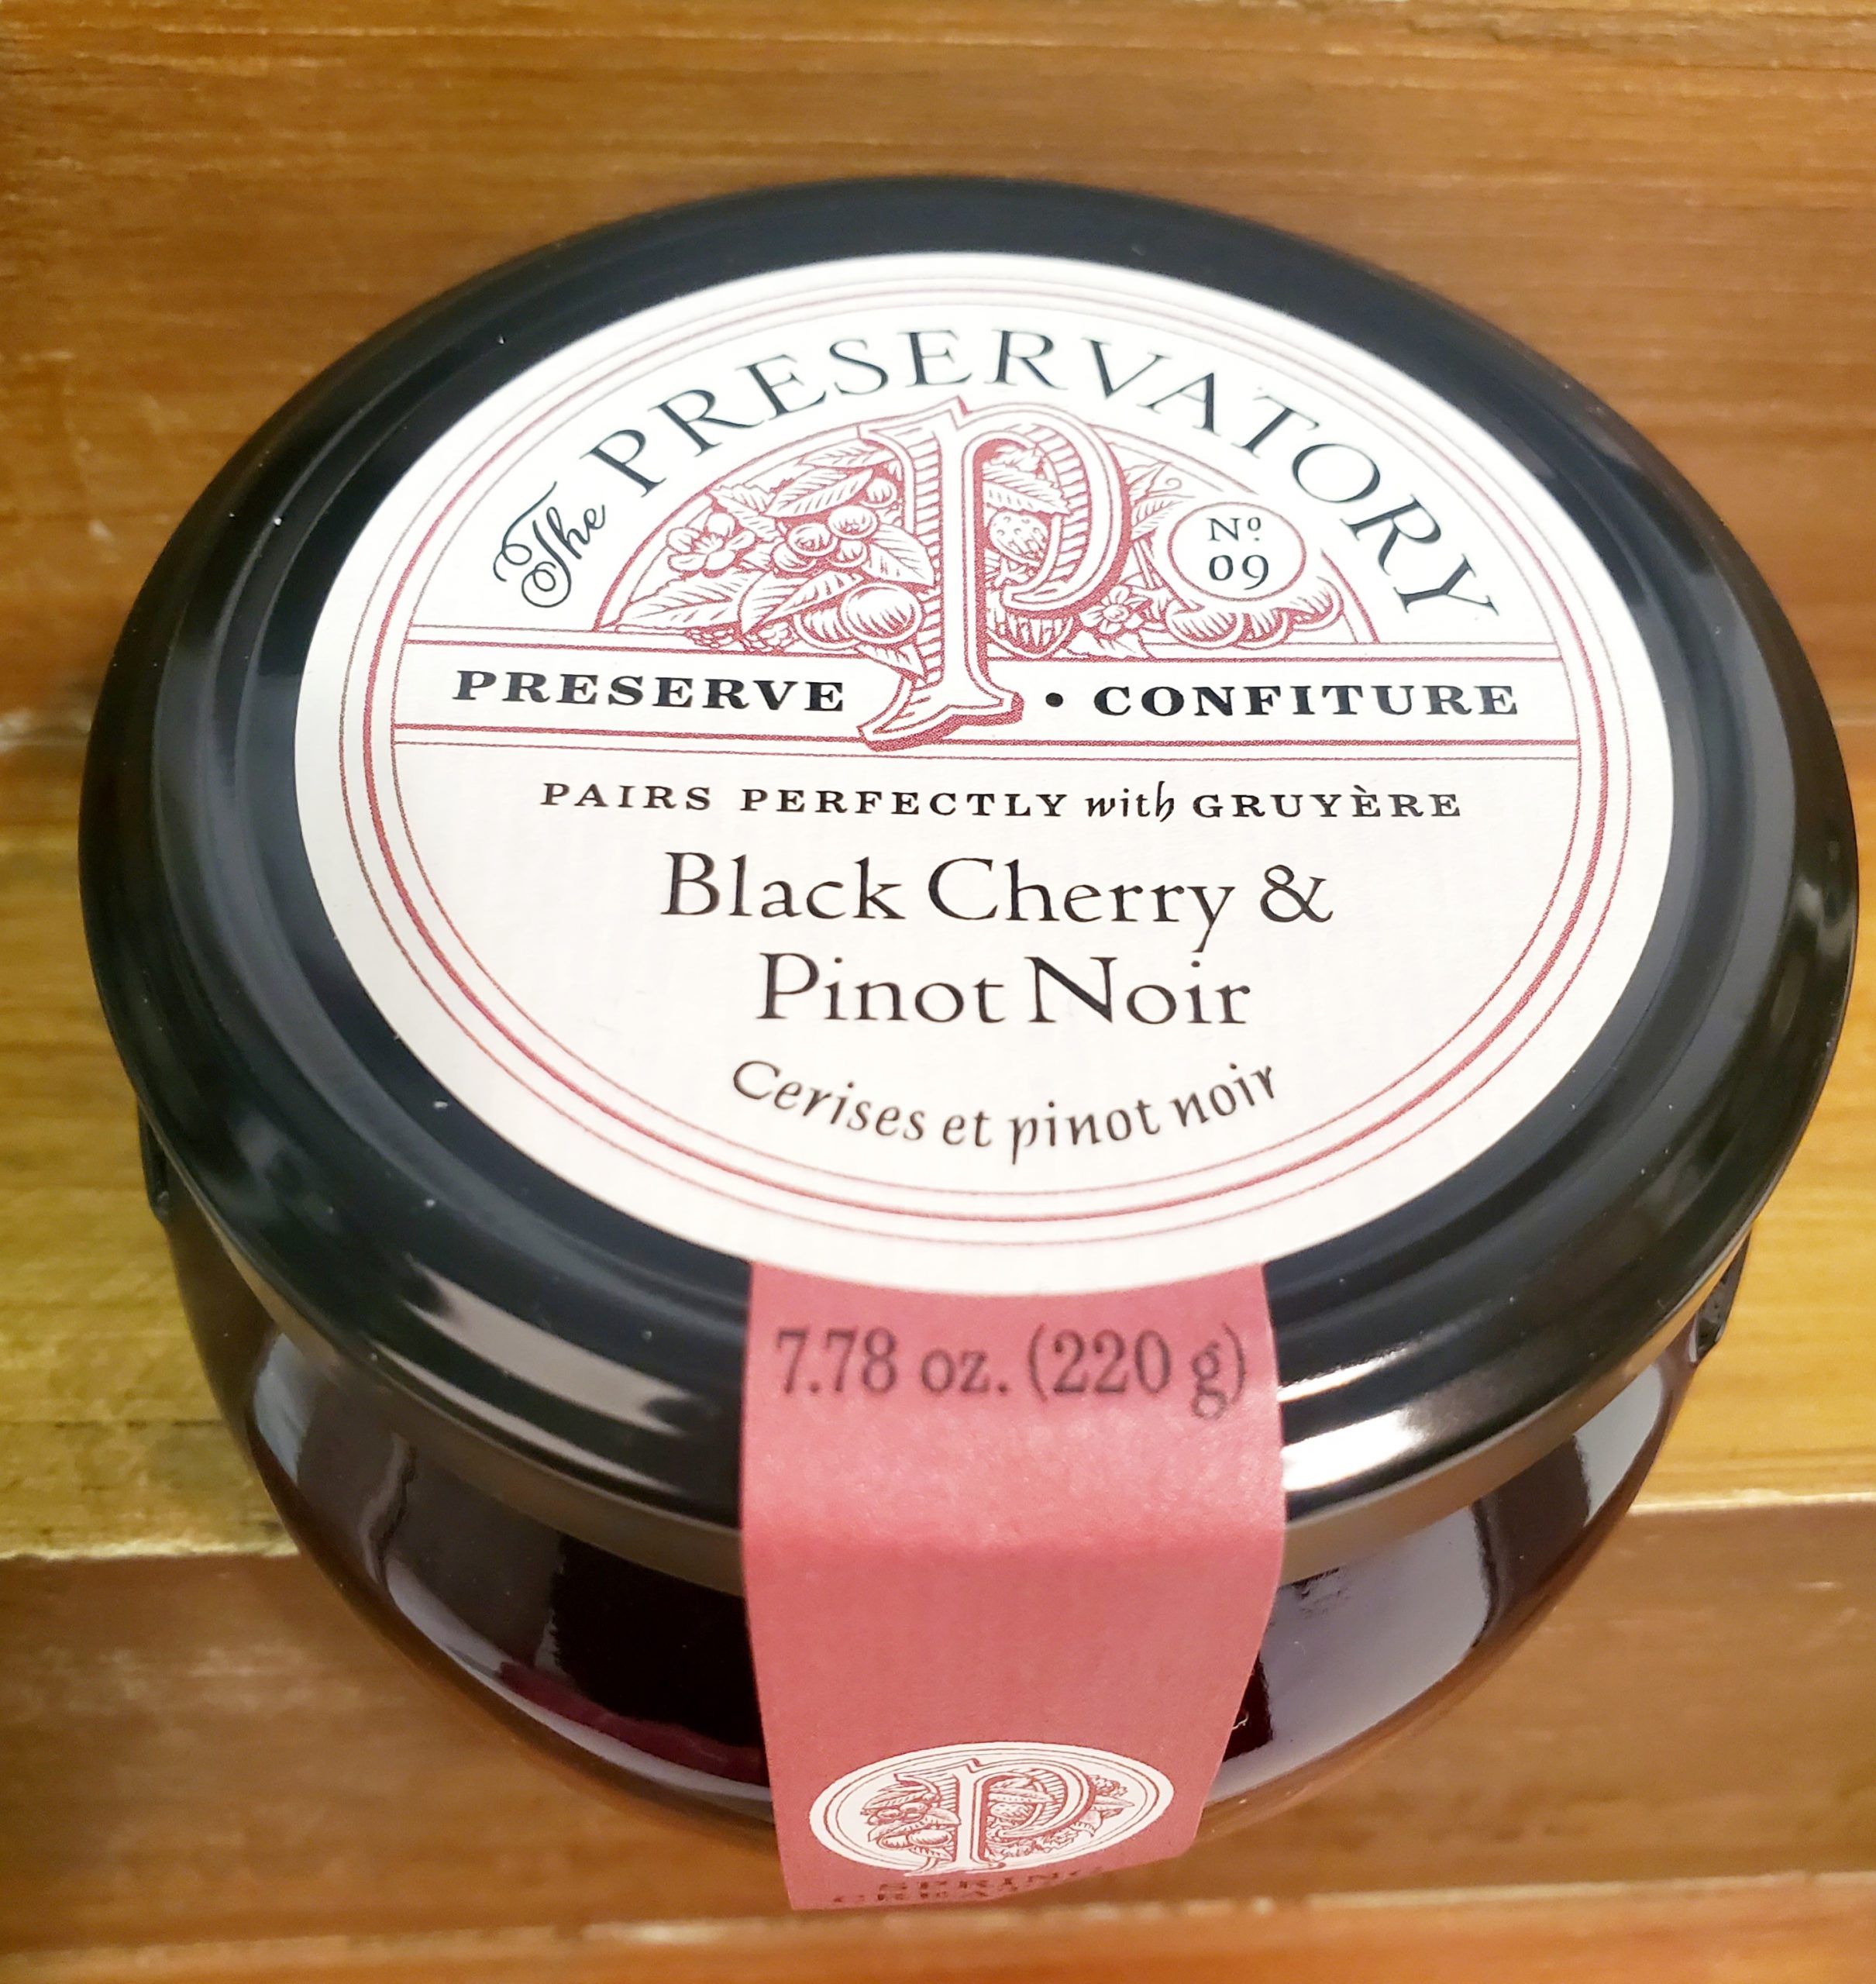 The PRESERVATORY
Nº.
09
PRESERVE • CONFITURE
PAIRS PERFECTLY with GRUYÈRE
Black Cherry &
Pinot Noir
Cerises et pinot noir
7.78 oz. (220 g)
P
SPRING